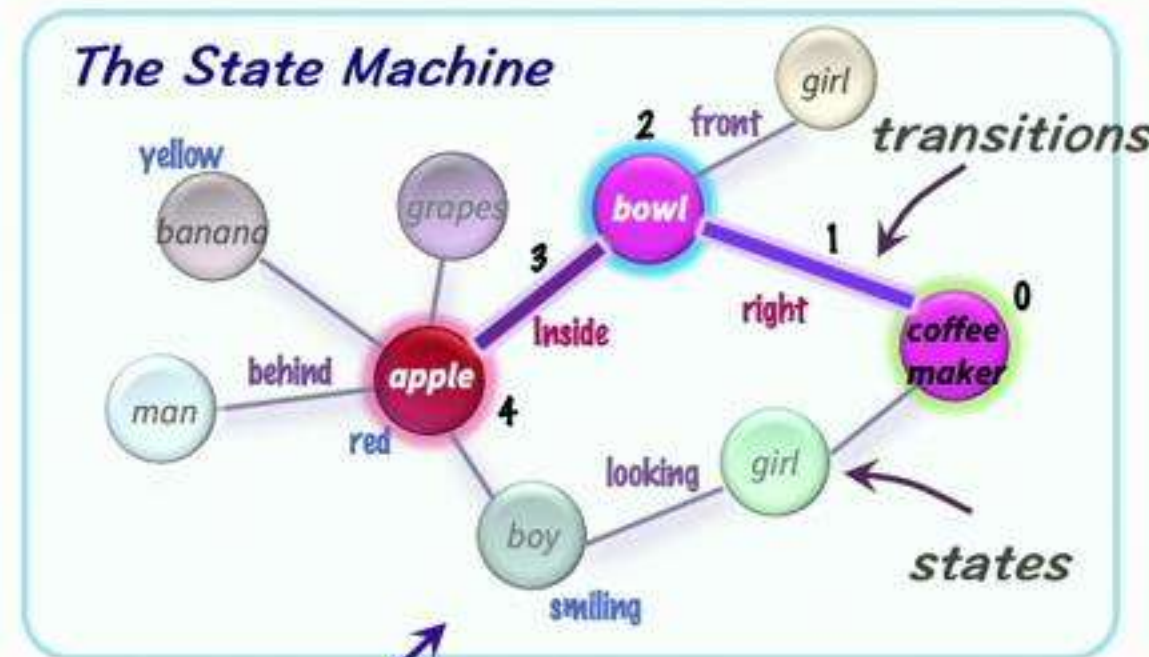 The State Machine
girl
2
front
transitions
yellow
grapes
bowl
banana
3
1
0
Inside
right
coffee
maker
behind
apple
man
4
red
looking
girl
boy
states
smiling